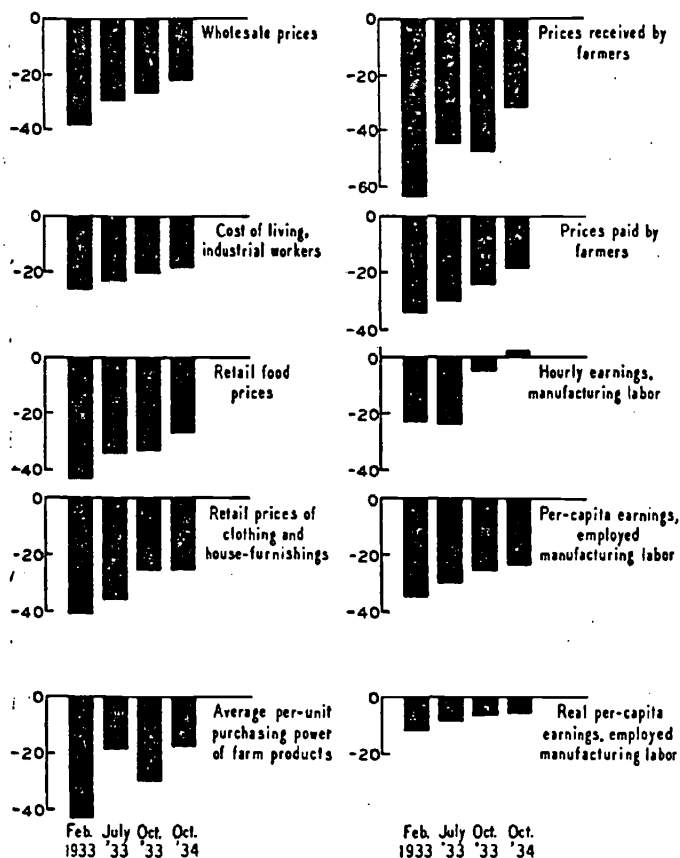 0
-20
-40
Wholesale prices
0
-20
-40
-60
Prices received by
farmers
0
-20
Cost of living,
industrial workers
0
-20
-40
Prices paid by
farmers
0
-20
-40
Retail food
prices
0
-20
-40
Hourly earnings,
manufacturing labor
0
-20
-40
Retail prices of
clothing and
house-furnishings
0
-20
-40
Per-capita earnings,
employed
manufacturing labor
0
-20
-40
Average per-unit
purchasing power
of farm products
0
-20
Real per-capita
earnings, employed
manufacturing labor
Feb. July Oct. Oct.
1933 '33 '33 '34
Feb. July Oct. Oct.
1933 '33 '33 '34